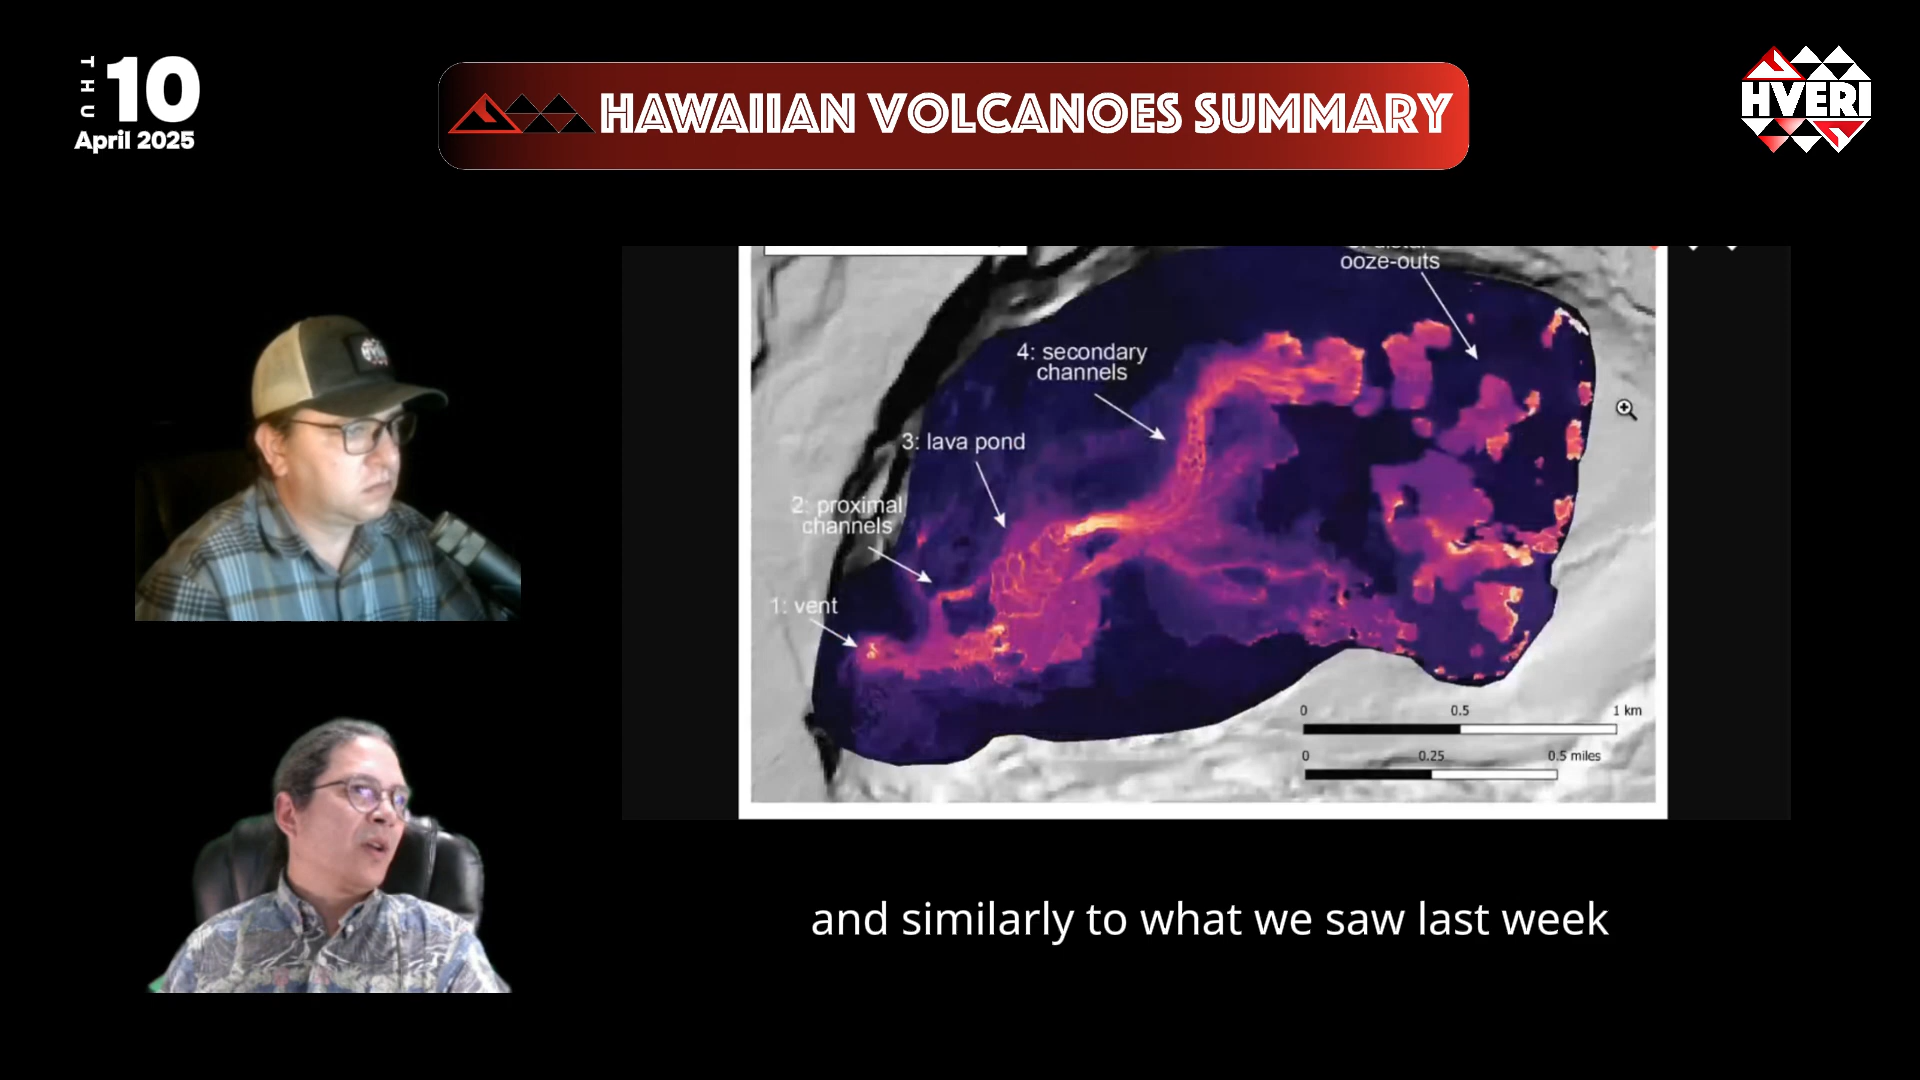 THU
10
April 2025
HAWAIIAN VOLCANOES SUMMARY
HVERI
ooze-outs
4: secondary
channels
3: lava pond
2: proximal
channels
1: vent
0 0.5 1 km
0 0.25 0.5 miles
and similarly to what we saw last week